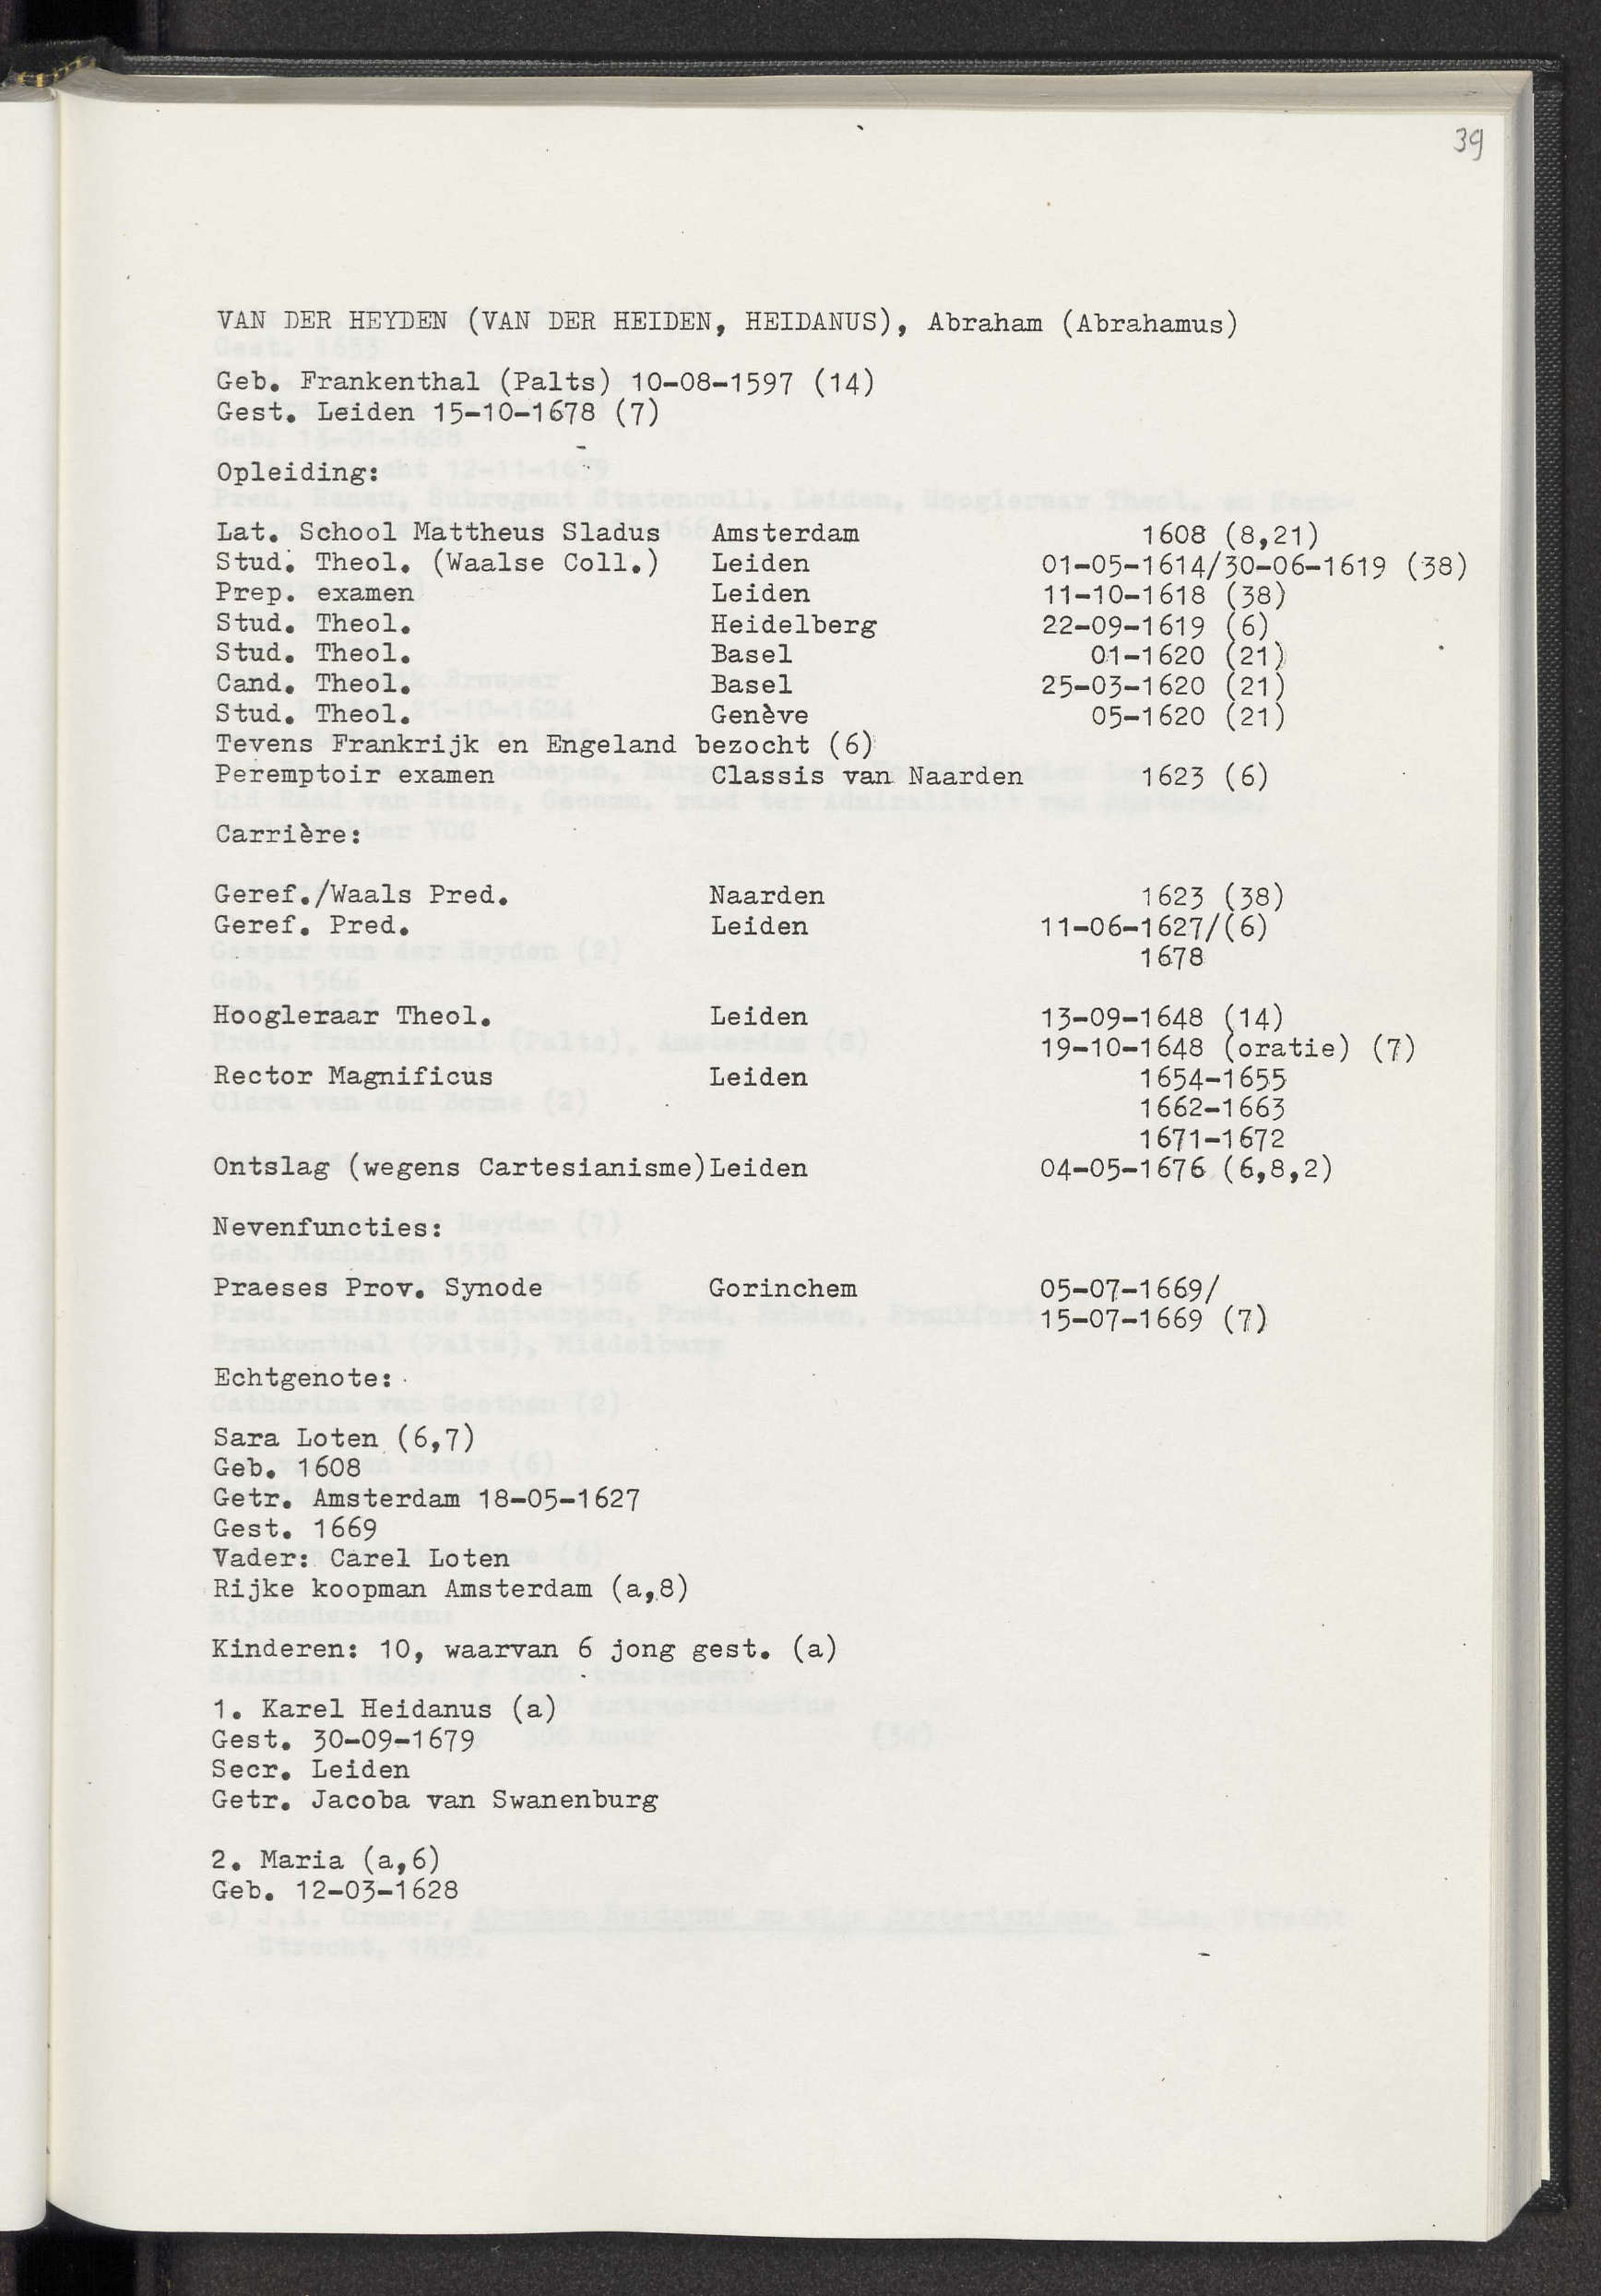 39
VAN DER HEYDEN (VAN DER HEIDEN, HEIDANUS), Abraham (Abrahamus)
Geb. Frankenthal (Palts) 10-08-1597 (14)
Gest. Leiden 15-10-1678 (7)
Opleiding:
Lat. School Mattheus Sladus Amsterdam 1608 (8,21)
Stud. Theol. (Waalse Coll.) Leiden 01-05-1614/30-06-1619 (38)
Prep. examen Leiden 11-10-1618 (38)
Stud. Theol. Heidelberg 22-09-1619 (6)
Stud. Theol. Basel 01-1620 (21)
Cand. Theol. Basel 25-03-1620 (21)
Stud. Theol. Genève 05-1620 (21)
Tevens Frankrijk en Engeland bezocht (6)
Peremptoir examen Classis van Naarden 1623 (6)
Carrière:
Geref./Waals Pred. Naarden 1623 (38)
Geref. Pred. Leiden 11-06-1627/(6)
1678
Hoogleraar Theol. Leiden 13-09-1648 (14)
19-10-1648 (oratie) (7)
Rector Magnificus Leiden 1654-1655
1662-1663
1671-1672
Ontslag (wegens Cartesianisme)Leiden 04-05-1676 (6,8,2)
Nevenfuncties:
Praeses Prov. Synode Gorinchem 05-07-1669/
15-07-1669 (7)
Echtgenote:
Sara Loten (6,7)
Geb. 1608
Getr. Amsterdam 18-05-1627
Gest. 1669
Vader: Carel Loten
Rijke koopman Amsterdam (a,8)
Kinderen: 10, waarvan 6 jong gest. (a)
1. Karel Heidanus (a)
Gest. 30-09-1679
Secr. Leiden
Getr. Jacoba van Swanenburg
2. Maria (a,6)
Geb. 12-03-1628